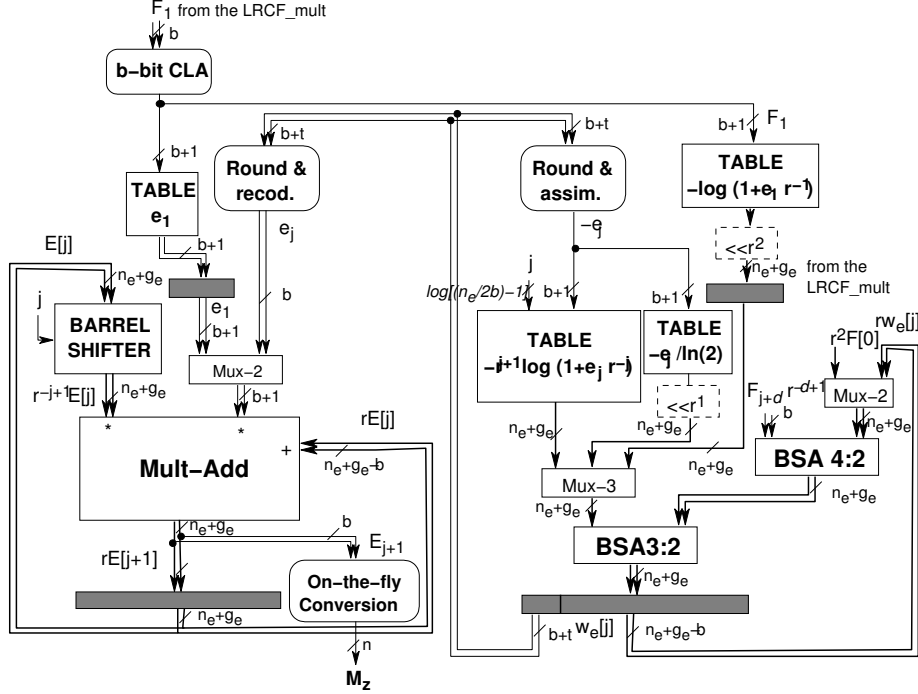 F1 from the LRCF_mult
b
b−bit CLA
b+1
b+t
b+t
b+1
F1
TABLE
e1
Round &
recod.
Round &
assim.
TABLE
−log (1+e1 r−1)
E[j]
b+1
ej
−ej
<<r2
ne+ge
j
ne+ge
from the
LRCF_mult
j
log[(ne/2b)−1]
b+1
b+1
e1
b+1
b
BARREL
SHIFTER
TABLE
−r−j+1 log (1+ej r−j)
TABLE
−ej /ln(2)
r2F[0]
rwe[j]
Mux−2
r−j+1E[j]
ne+ge
b+1
<<r1
Fj+d r−d+1
b
Mux−2
ne+ge
*
*
rE[j]
+
ne+ge−b
Mult−Add
ne+ge
ne+ge
ne+ge
BSA 4:2
Mux−3
ne+ge
ne+ge
ne+ge
b
Ej+1
rE[j+1]
BSA3:2
On−the−fly
Conversion
ne+ge
ne+ge
b+t
we[j]
ne+ge−b
n
Mz